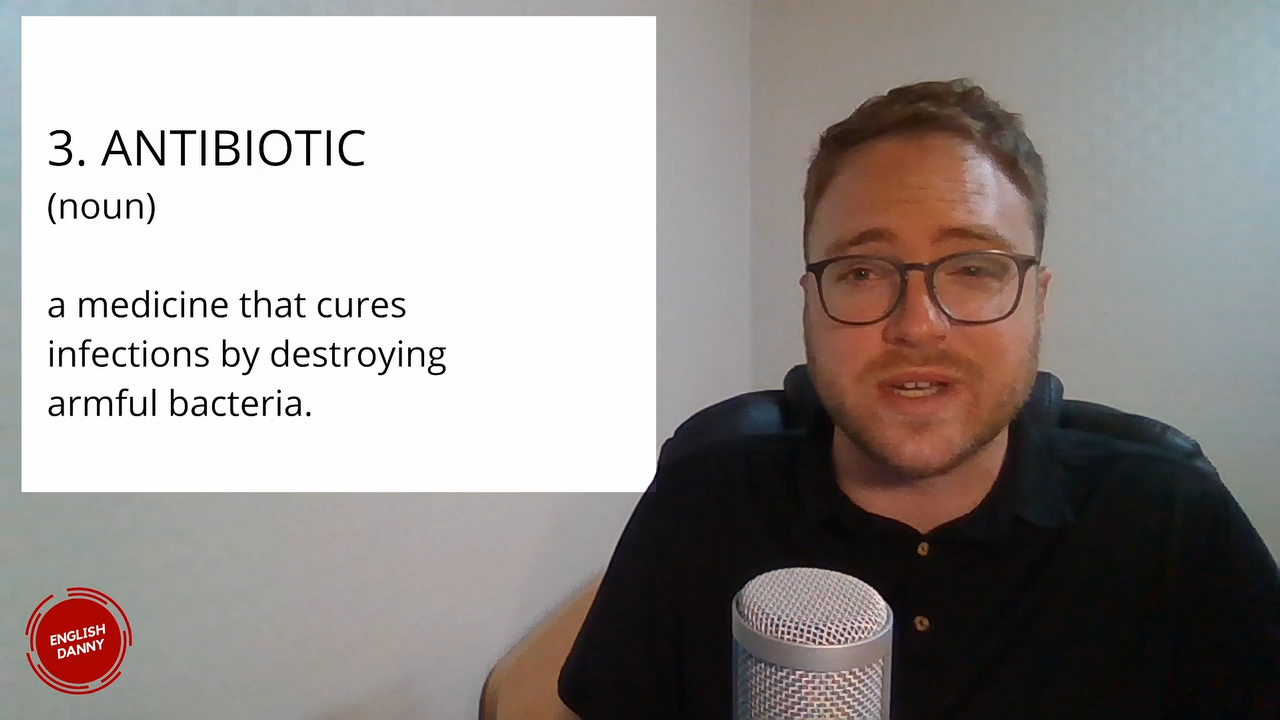 3. ANTIBIOTIC
(noun)
a medicine that cures
infections by destroying
armful bacteria.
ENGLISH
DANNY